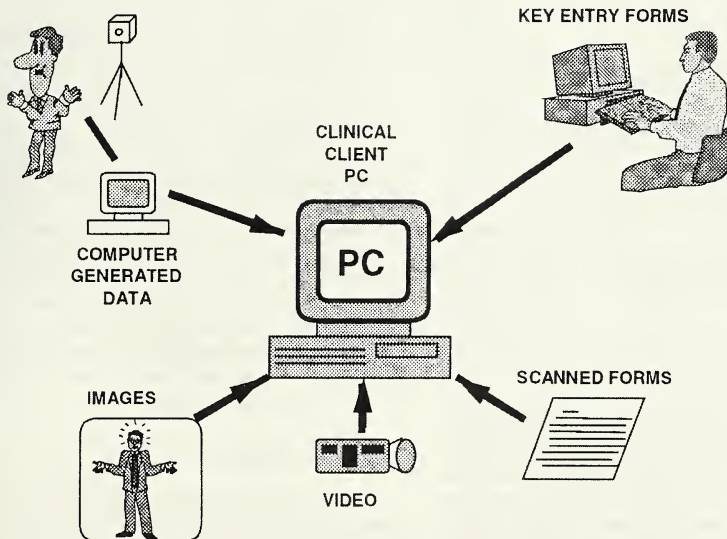 KEY ENTRY FORMS
CLINICAL
CLIENT
PC
PC
COMPUTER
GENERATED
DATA
IMAGES
VIDEO
SCANNED FORMS